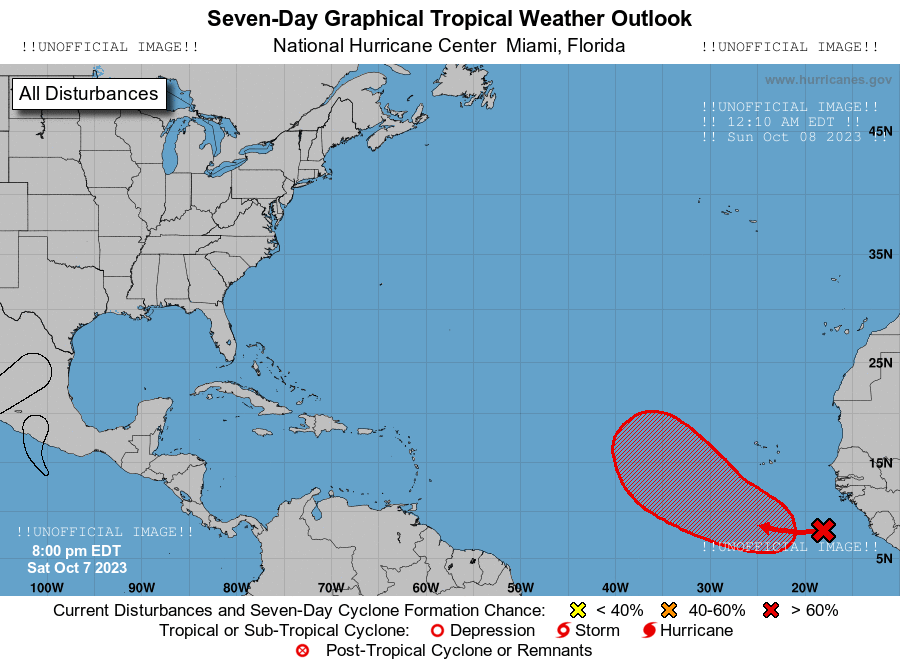 Seven-Day Graphical Tropical Weather Outlook
!!UNOFFICIAL IMAGE!! National Hurricane Center Miami, Florida !!UNOFFICIAL IMAGE!!
www.hurricanes.gov
All Disturbances
!!UNOFFICIAL IMAGE!!
!! 12:10 AM EDT !!
!! Sun Oct 08 2023 !!
45N
35N
25N
15N
!!UNOFFICIAL IMAGE!!
8:00 pm EDT
Sat Oct 7 2023
!!UNOFFICIAL IMAGE!!
5N
100W 90W 80W 70W 60W 50W 40W 30W 20W
Current Disturbances and Seven-Day Cyclone Formation Chance: < 40% 40-60% > 60%
Tropical or Sub-Tropical Cyclone: Depression Storm Hurricane
Post-Tropical Cyclone or Remnants